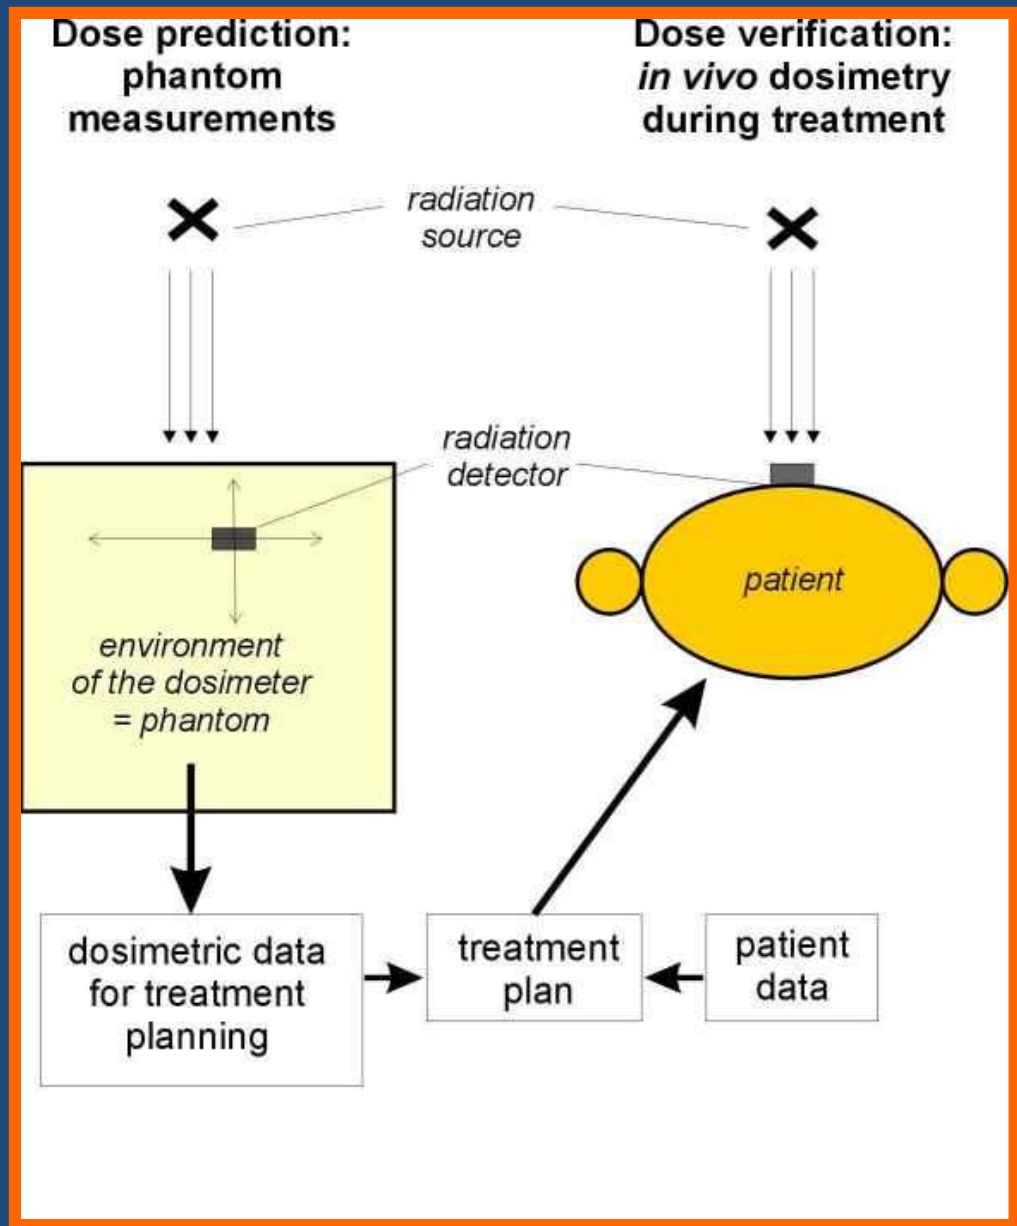 Dose prediction:
phantom
measurements
Dose verification:
in vivo dosimetry
during treatment
radiation
source
radiation
detector
environment
of the dosimeter
= phantom
patient
dosimetric data
for treatment
planning
treatment
plan
patient
data